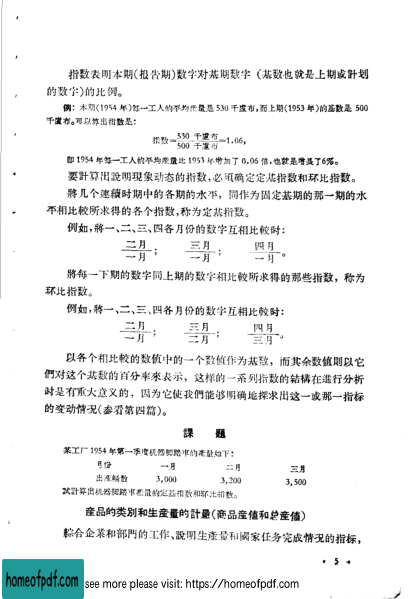 指数表明本期(报告期)数字对基期数字(基数也就是上期或計划
的数字)的比例。
例：本期(1954年)每一工人的平均产量是530千盧布,而上期(1953年)的基数是500
千盧布。可以算出指数是：
指数=530 千盧布/500 千盧布=1.06,
即1954年每一工人的平均产量比1953年增加了0.06倍,也就是增長了6%。
要計算出說明現象动态的指数,必須确定定基指数和环比指数。
將几个連續时期中的各期的水平,同作为固定基期的那一期的水
平相比較所求得的各个指数,称为定基指数。
例如,將一、二、三、四各月份的数字互相比較时：
二月/一月； 三月/一月； 四月/一月。
將每一下期的数字同上期的数字相比較所求得的那些指数，称为
环比指数。
例如,將一、二、三、四各月份的数字互相比較时：
二月/一月； 三月/二月； 四月/三月。
以各个相比較的数值中的一个数值作为基数，而其余数值則以它
們对这个基数的百分率來表示，这样的一系列指数的結構在進行分析
时是有重大意义的，因为它使我們能够明确地探求出这一或那一指标
的变动情况(参看第四篇)。
課 題
某工厂1954年第一季度机器脚踏車的產量如下：
月份 一月 二月 三月
出產輛数 3,000 3,200 3,500
試計算出机器脚踏車產量的定基指数和环比指数。
產品的类別和生產量的計量(商品產值和总產值)
綜合企業和部門的工作、說明生產量和國家任务完成情况的指标，
• 5 •
homeofpdf.com
see more please visit: https://homeofpdf.com